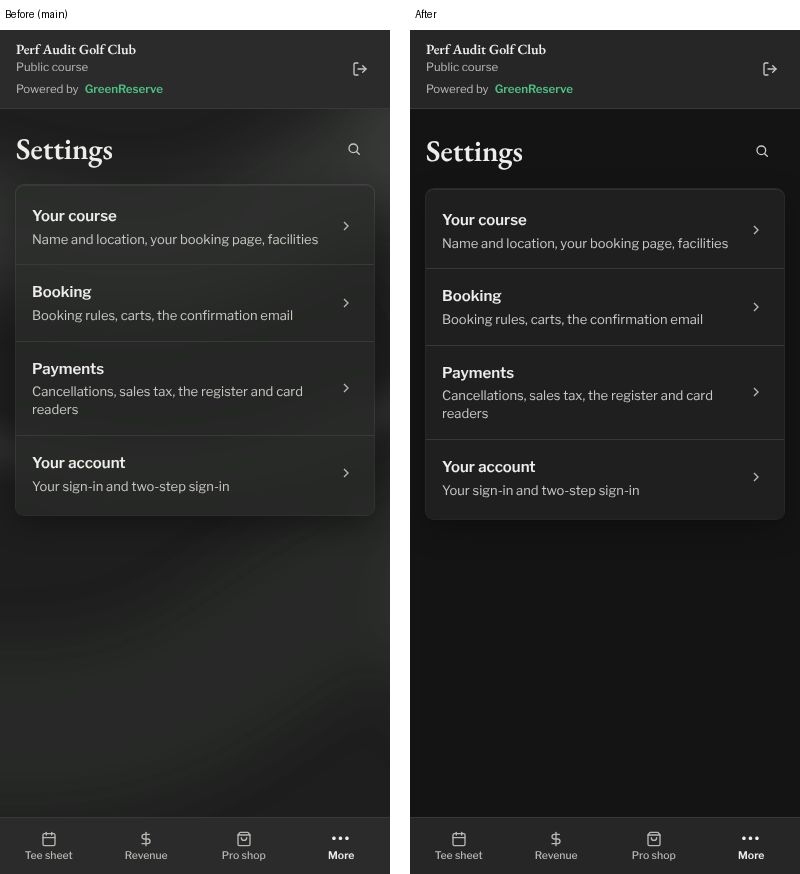 Before (main)
Perf Audit Golf Club
Public course
Powered by GreenReserve
Settings
Your course
Name and location, your booking page, facilities
Booking
Booking rules, carts, the confirmation email
Payments
Cancellations, sales tax, the register and card
readers
Your account
Your sign-in and two-step sign-in
Tee sheet
Revenue
Pro shop
More
After
Perf Audit Golf Club
Public course
Powered by GreenReserve
Settings
Your course
Name and location, your booking page, facilities
Booking
Booking rules, carts, the confirmation email
Payments
Cancellations, sales tax, the register and card
readers
Your account
Your sign-in and two-step sign-in
Tee sheet
Revenue
Pro shop
More